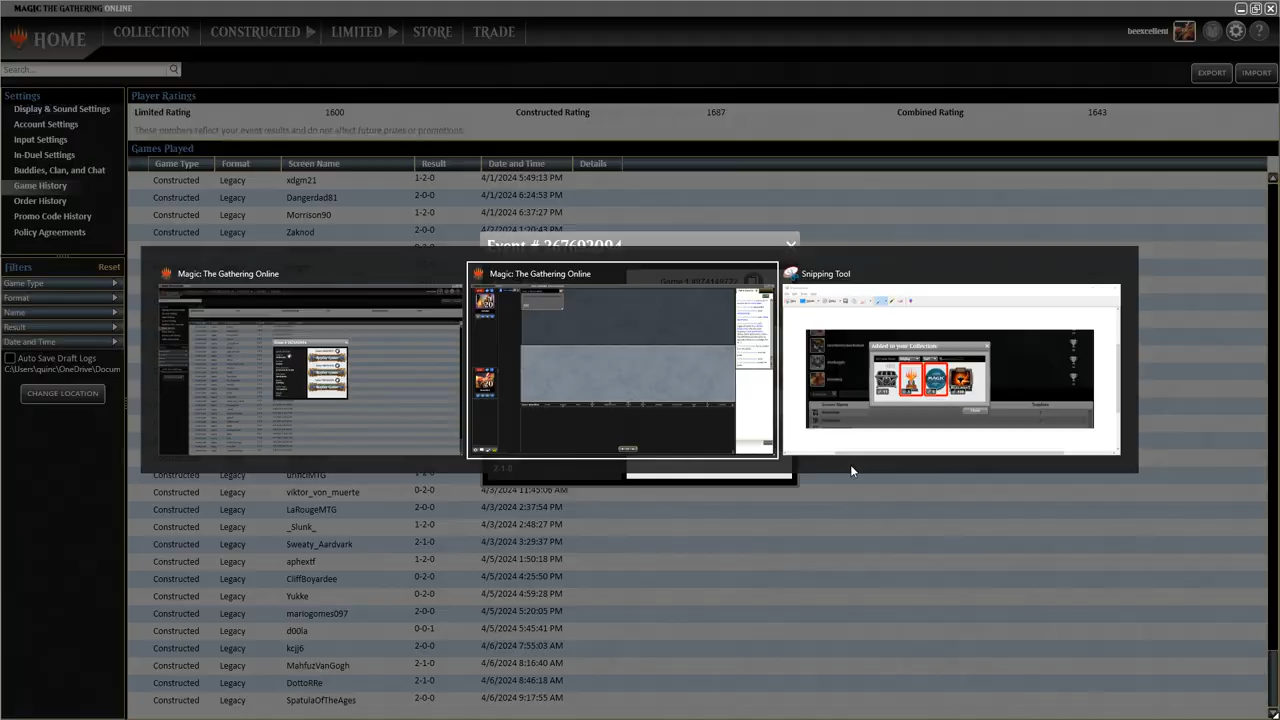 MAGIC THE GATHERING ONLINE
HOME
COLLECTION
CONSTRUCTED
LIMITED
STORE
TRADE
beexcellent
Search...
EXPORT
IMPORT
Settings
Display & Sound Settings
Account Settings
Input Settings
In-Duel Settings
Buddies, Clan, and Chat
Game History
Order History
Promo Code History
Policy Agreements
Filters
Reset
Game Type
Format
Name
Result
Date and Time
Auto Save Draft Logs
C:\Users\quinc\OneDrive\Docum
CHANGE LOCATION
Player Ratings
Limited Rating 1600 Constructed Rating 1687 Combined Rating 1643
These numbers reflect your event results and do not affect future prizes or promotions.
Games Played
Game Type Format Screen Name Result Date and Time Details
Constructed Legacy xdgm21 1-2-0 4/1/2024 5:49:13 PM
Constructed Legacy Dangerdad81 2-0-0 4/1/2024 6:24:53 PM
Constructed Legacy Morrison90 1-2-0 4/1/2024 6:37:27 PM
Constructed Legacy Zaknod
Event # 267692094
Magic: The Gathering Online
Magic: The Gathering Online
Snipping Tool
Added to your Collection
2-1-0
Constructed Legacy viktor_von_muerte 0-2-0 4/3/2024 11:45:06 AM
Constructed Legacy LaRougeMTG 2-0-0 4/3/2024 2:37:54 PM
Constructed Legacy _Slunk_ 1-2-0 4/3/2024 2:48:27 PM
Constructed Legacy Sweaty_Aardvark 2-1-0 4/3/2024 3:29:37 PM
Constructed Legacy aphextf 1-2-0 4/5/2024 1:50:18 PM
Constructed Legacy CliffBoyardee 0-2-0 4/5/2024 4:25:50 PM
Constructed Legacy Yukke 0-2-0 4/5/2024 4:59:28 PM
Constructed Legacy mariogomes097 2-0-0 4/5/2024 5:20:05 PM
Constructed Legacy d00la 0-0-1 4/5/2024 5:45:41 PM
Constructed Legacy kcjj6 2-0-0 4/6/2024 7:55:03 AM
Constructed Legacy MahfuzVanGogh 2-1-0 4/6/2024 8:16:40 AM
Constructed Legacy DottoRRe 2-1-0 4/6/2024 8:46:18 AM
Constructed Legacy SpatulaOfTheAges 2-0-0 4/6/2024 9:17:55 AM